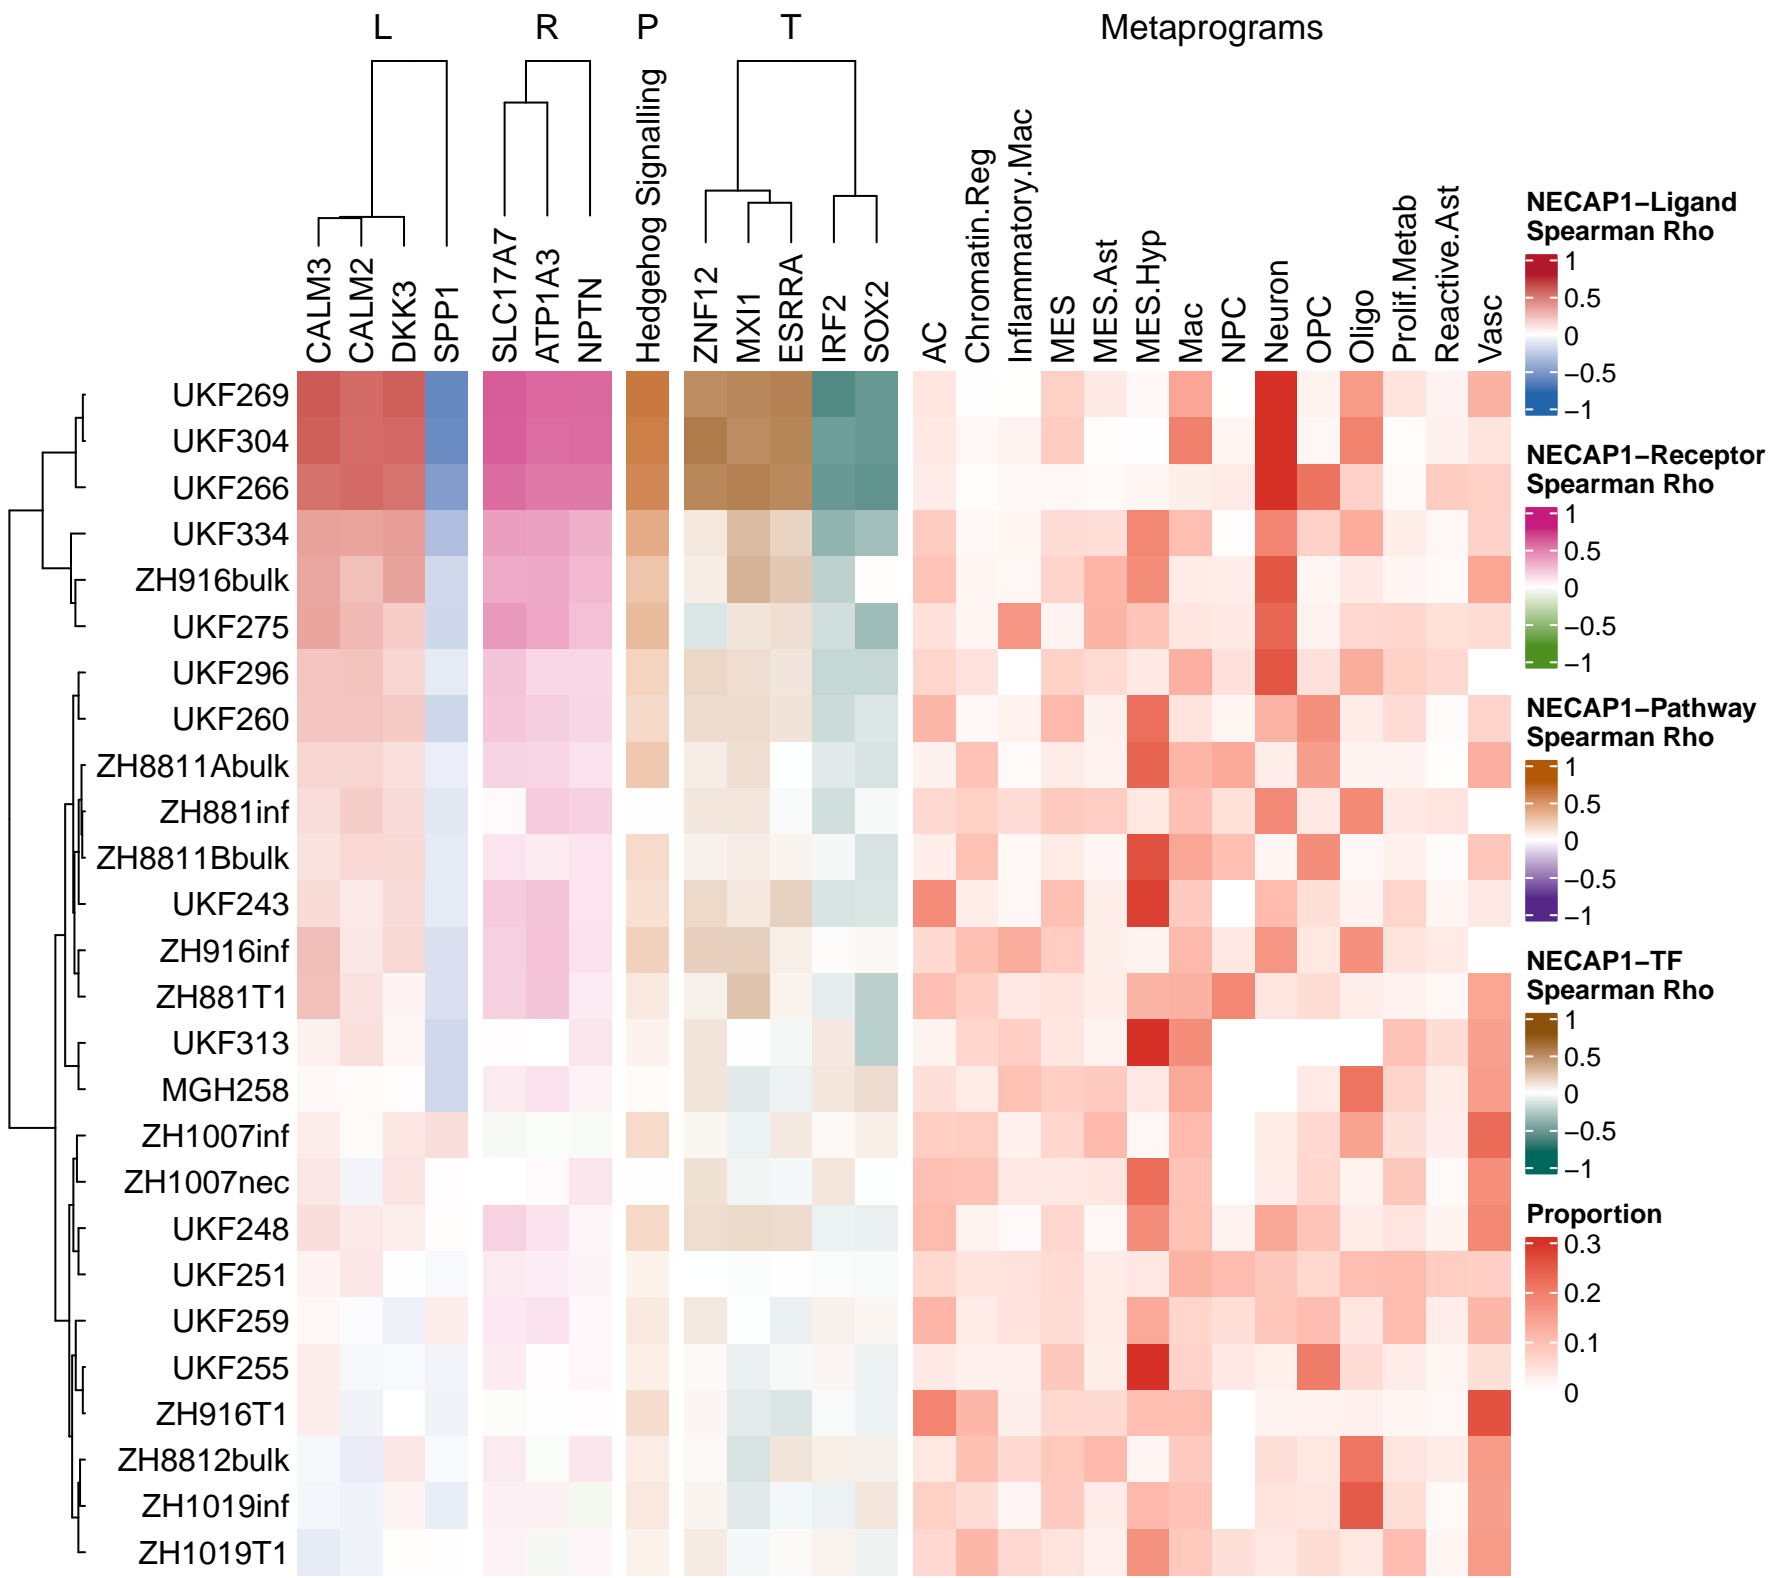 L R P T Metaprograms
CALM3 CALM2 DKK3 SPP1 SLC17A7 ATP1A3 NPTN Hedgehog Signalling ZNF12 MXI1 ESRRA IRF2 SOX2 AC Chromatin.Reg Inflammatory.Mac MES MES.Ast MES.Hyp Mac NPC Neuron OPC Oligo Prolif.Metab Reactive.Ast Vasc
UKF269
UKF304
UKF266
UKF334
ZH916bulk
UKF275
UKF296
UKF260
ZH8811Abulk
ZH881inf
ZH8811Bbulk
UKF243
ZH916inf
ZH881T1
UKF313
MGH258
ZH1007inf
ZH1007nec
UKF248
UKF251
UKF259
UKF255
ZH916T1
ZH8812bulk
ZH1019inf
ZH1019T1
NECAP1−Ligand
Spearman Rho
1
0.5
0
−0.5
−1
NECAP1−Receptor
Spearman Rho
1
0.5
0
−0.5
−1
NECAP1−Pathway
Spearman Rho
1
0.5
0
−0.5
−1
NECAP1−TF
Spearman Rho
1
0.5
0
−0.5
−1
Proportion
0.3
0.2
0.1
0